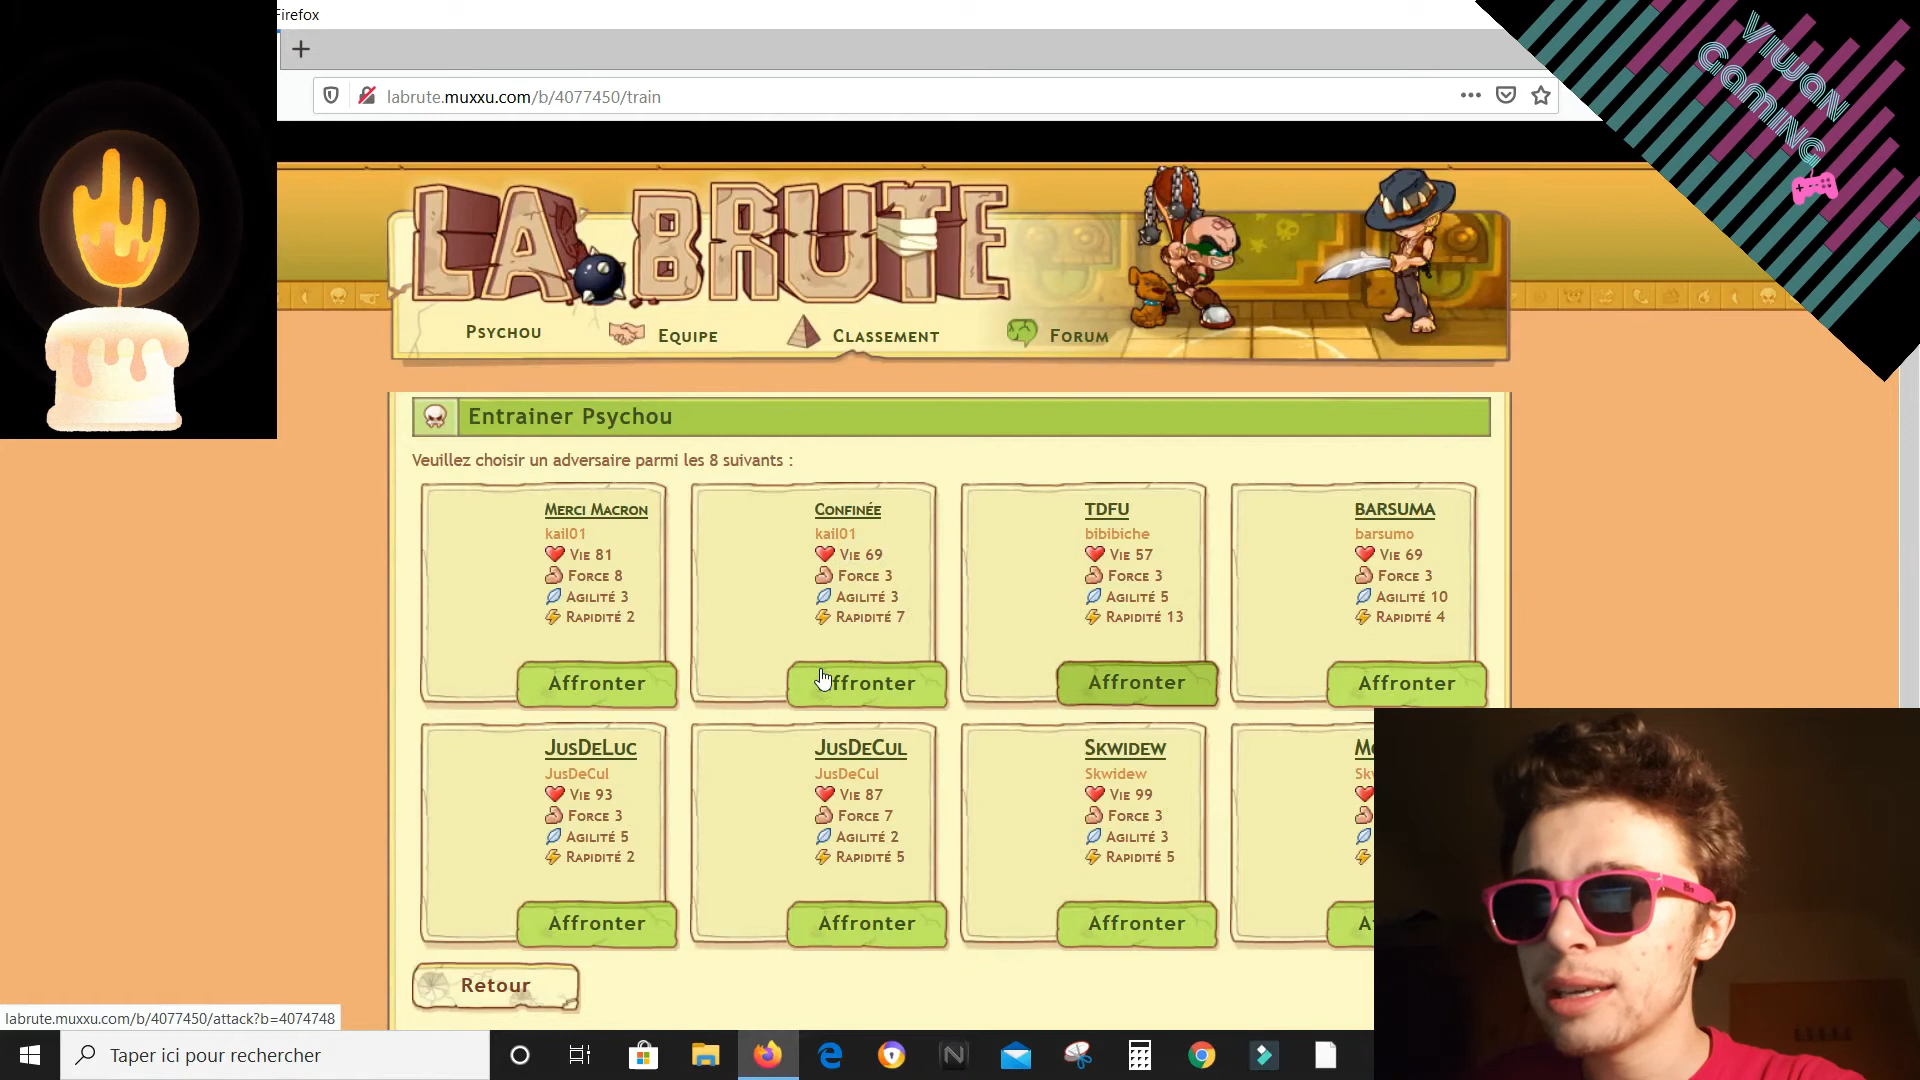 Firefox
VIWAN
Gaming
labrute.muxxu.com/b/4077450/train
LA BRUTE
PSYCHOU
EQUIPE
CLASSEMENT
FORUM
Entrainer Psychou
Veuillez choisir un adversaire parmi les 8 suivants :
MERCI MACRON
kail01
VIE 81
FORCE 8
AGILITÉ 3
RAPIDITÉ 2
Affronter
CONFINÉE
kail01
VIE 69
FORCE 3
AGILITÉ 3
RAPIDITÉ 7
Affronter
TDFU
bibibiche
VIE 57
FORCE 3
AGILITÉ 5
RAPIDITÉ 13
Affronter
BARSUMA
barsumo
VIE 69
FORCE 3
AGILITÉ 10
RAPIDITÉ 4
Affronter
JUSDELUC
JusDeCul
VIE 93
FORCE 3
AGILITÉ 5
RAPIDITÉ 2
Affronter
JUSDECUL
JusDeCul
VIE 87
FORCE 7
AGILITÉ 2
RAPIDITÉ 5
Affronter
SKWIDEW
Skwidew
VIE 99
FORCE 3
AGILITÉ 3
RAPIDITÉ 5
Affronter
Retour
labrute.muxxu.com/b/4077450/attack?b=4074748
Taper ici pour rechercher